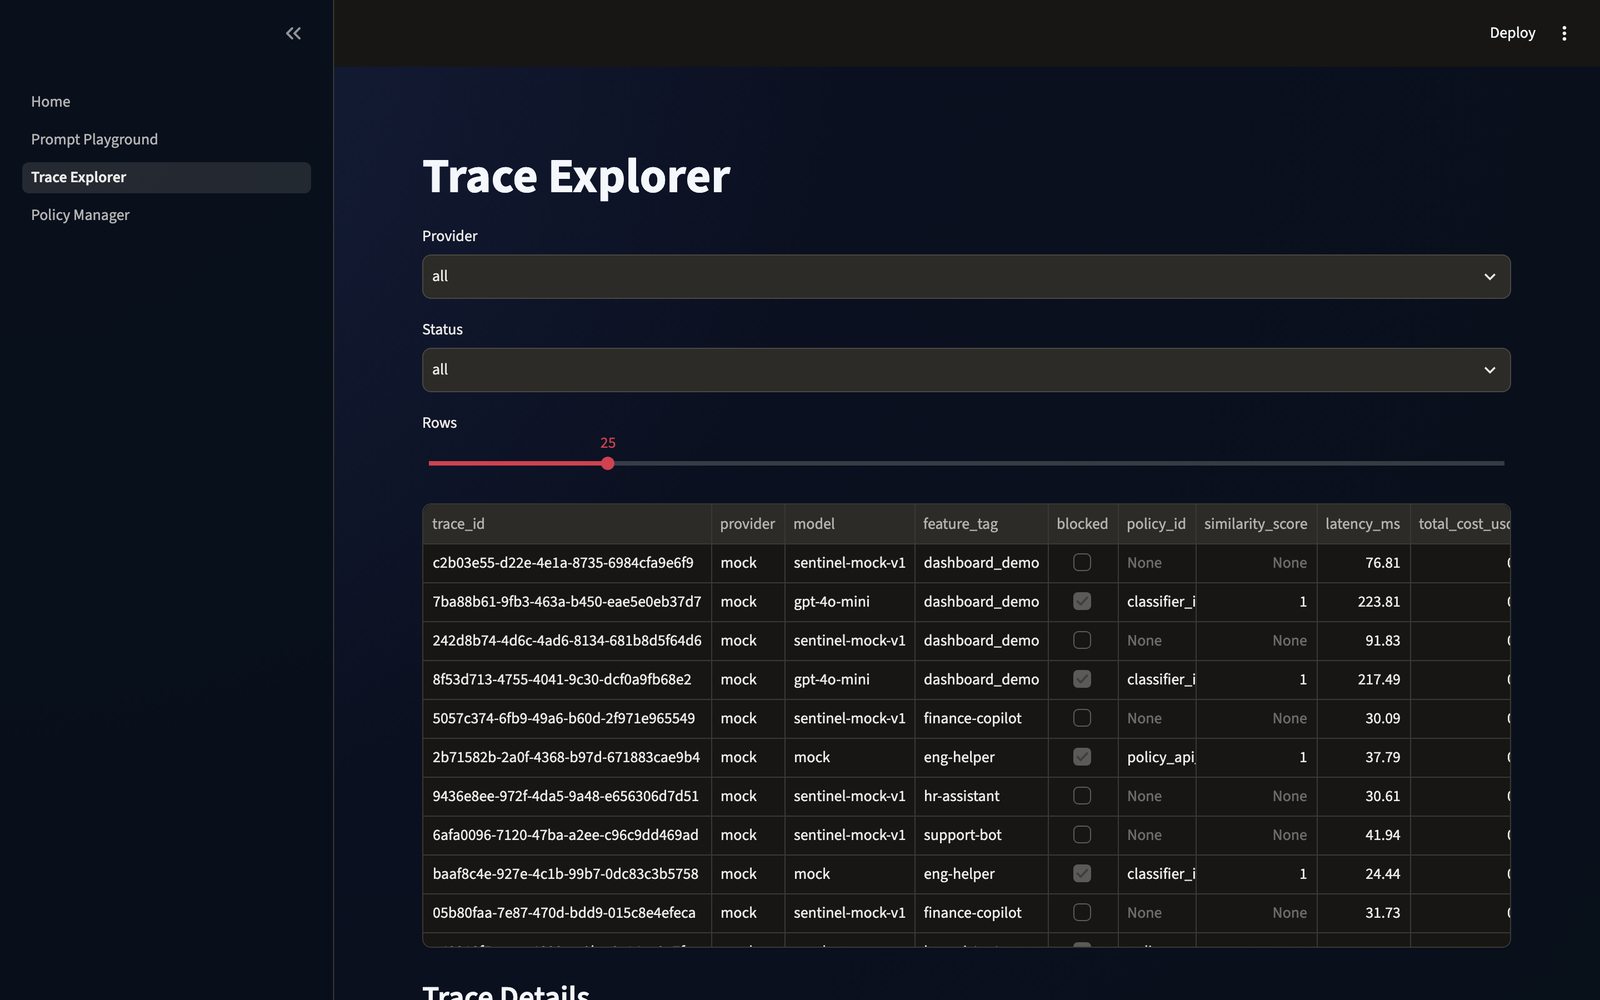 Deploy
Home
Prompt Playground
Trace Explorer
Policy Manager
Trace Explorer
Provider
all
Status
all
Rows
25
trace_id provider model feature_tag blocked policy_id similarity_score latency_ms total_cost_usd
c2b03e55-d22e-4e1a-8735-6984cfa9e6f9 mock sentinel-mock-v1 dashboard_demo None None 76.81
7ba88b61-9fb3-463a-b450-eae5e0eb37d7 mock gpt-4o-mini dashboard_demo classifier_i 1 223.81
242d8b74-4d6c-4ad6-8134-681b8d5f64d6 mock sentinel-mock-v1 dashboard_demo None None 91.83
8f53d713-4755-4041-9c30-dcf0a9fb68e2 mock gpt-4o-mini dashboard_demo classifier_i 1 217.49
5057c374-6fb9-49a6-b60d-2f971e965549 mock sentinel-mock-v1 finance-copilot None None 30.09
2b71582b-2a0f-4368-b97d-671883cae9b4 mock mock eng-helper policy_api_ 1 37.79
9436e8ee-972f-4da5-9a48-e656306d7d51 mock sentinel-mock-v1 hr-assistant None None 30.61
6afa0096-7120-47ba-a2ee-c96c9dd469ad mock sentinel-mock-v1 support-bot None None 41.94
baaf8c4e-927e-4c1b-99b7-0dc83c3b5758 mock mock eng-helper classifier_i 1 24.44
05b80faa-7e87-470d-bdd9-015c8e4efeca mock sentinel-mock-v1 finance-copilot None None 31.73
Trace Details